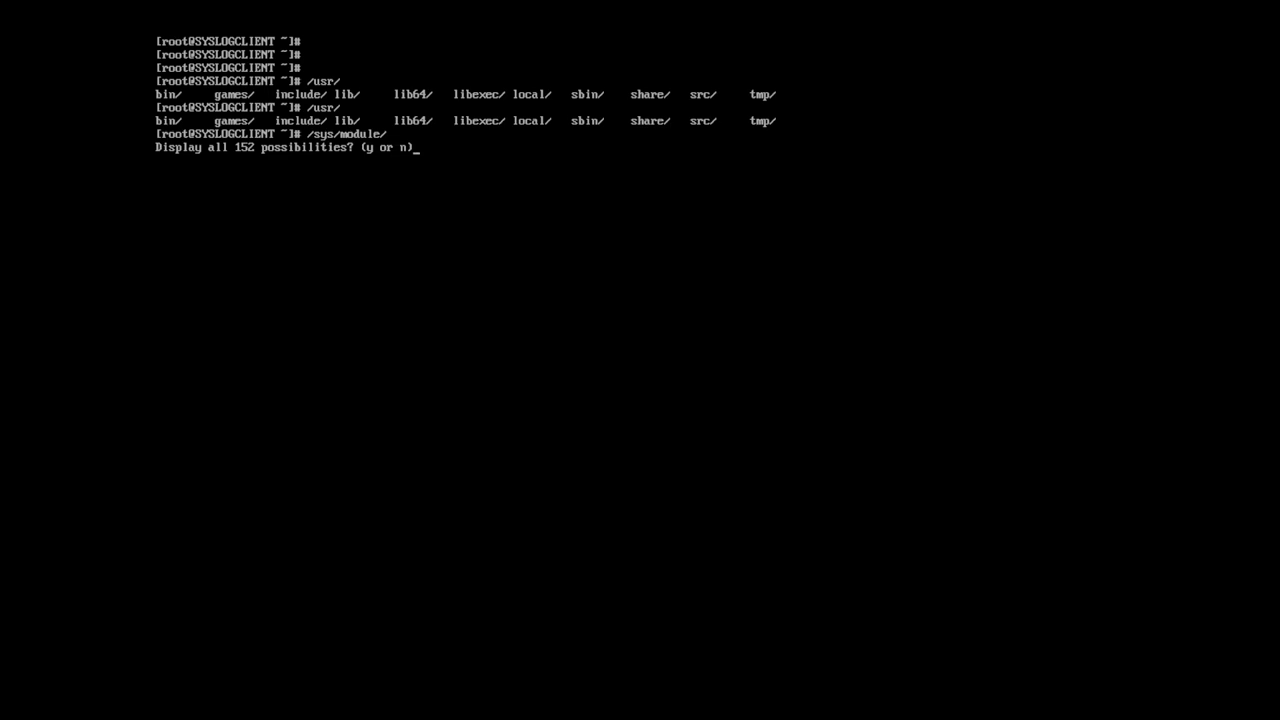 [root@SYSLOGCLIENT ~]#
[root@SYSLOGCLIENT ~]#
[root@SYSLOGCLIENT ~]#
[root@SYSLOGCLIENT ~]# /usr/
bin/ games/ include/ lib/ lib64/ libexec/ local/ sbin/ share/ src/ tmp/
[root@SYSLOGCLIENT ~]# /usr/
bin/ games/ include/ lib/ lib64/ libexec/ local/ sbin/ share/ src/ tmp/
[root@SYSLOGCLIENT ~]# /sys/module/
Display all 152 possibilities? (y or n)_